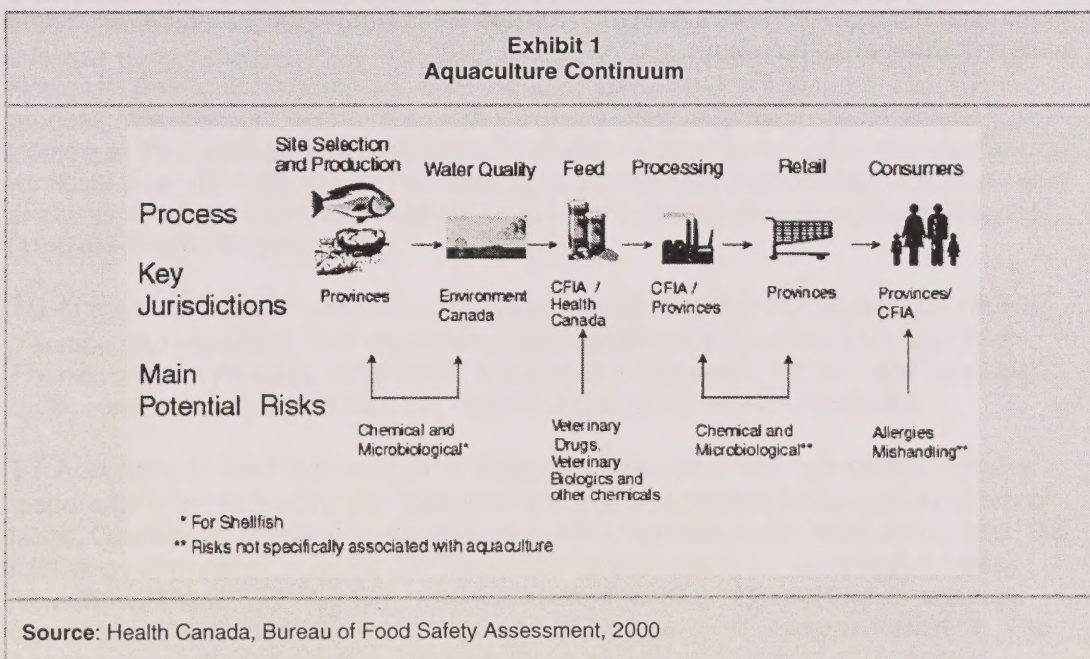 Exhibit 1
Aquaculture Continuum
Site Selection
and Production
Water Quality
Feed
Processing
Retail
Consumers
Process
Key
Jurisdictions
Provinces
Environment
Canada
CFIA /
Health
Canada
CFIA /
Provinces
Provinces
Provinces/
CFIA
Main
Potential Risks
Chemical and
Microbiological*
Veterinary
Drugs,
Veterinary
Biologics and
other chemicals
Chemical and
Microbiological**
Allergies
Mishandling**
* For Shellfish
** Risks not specifically associated with aquaculture
Source: Health Canada, Bureau of Food Safety Assessment, 2000